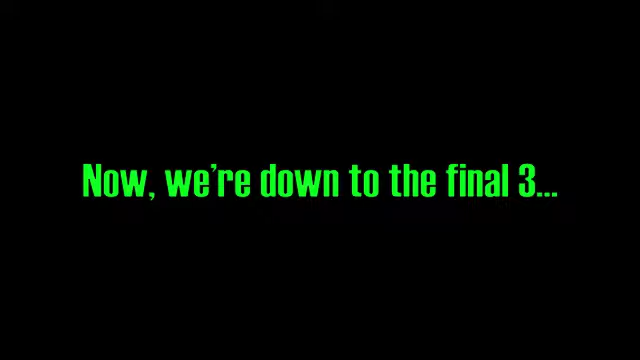 Now, we’re down to the final 3...